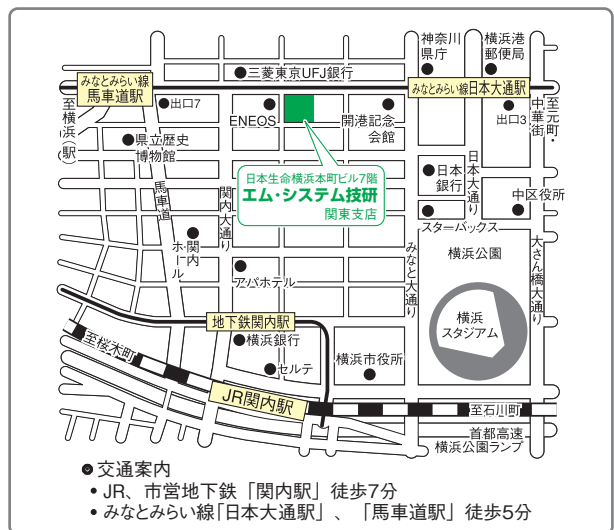 神奈川
県庁
横浜港
郵便局
三菱東京UFJ銀行
みなとみらい線
馬車道駅
みなとみらい線日本大通駅
至横浜(駅)
出口7
ENEOS
開港記念
会館
出口3
至元町・
中華街
県立歴史
博物館
馬車道
関内大通り
日本生命横浜本町ビル7階
エム・システム技研
関東支店
日本
銀行
日本大通り
中区役所
スターバックス
関内
ホール
アパホテル
みなと大通り
横浜公園
大さん橋大通り
横浜
スタジアム
地下鉄関内駅
横浜銀行
至桜木町
セルテ
横浜市役所
JR関内駅
至石川町
首都高速
横浜公園ランプ
交通案内
• JR、市営地下鉄「関内駅」徒歩7分
• みなとみらい線「日本大通駅」、「馬車道駅」徒歩5分